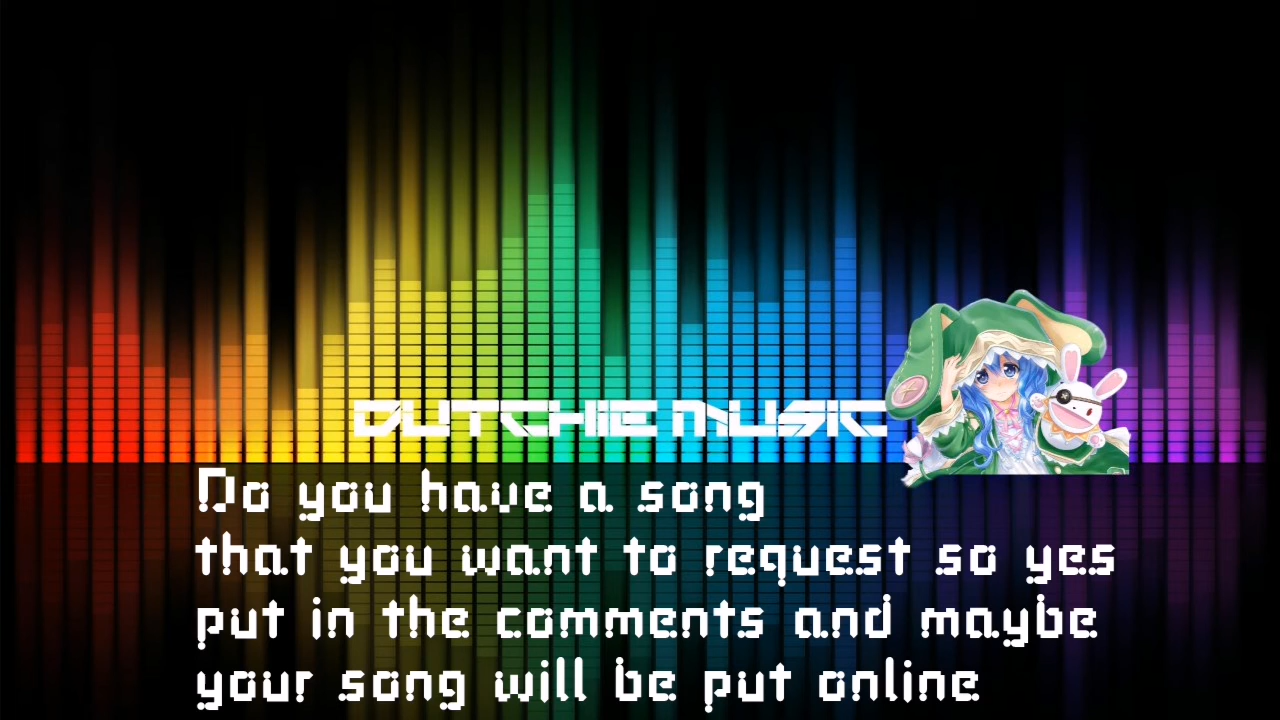 DUTCHIE MUSIC
Do you have a song
that you want to request so yes
put in the comments and maybe
your song will be put online